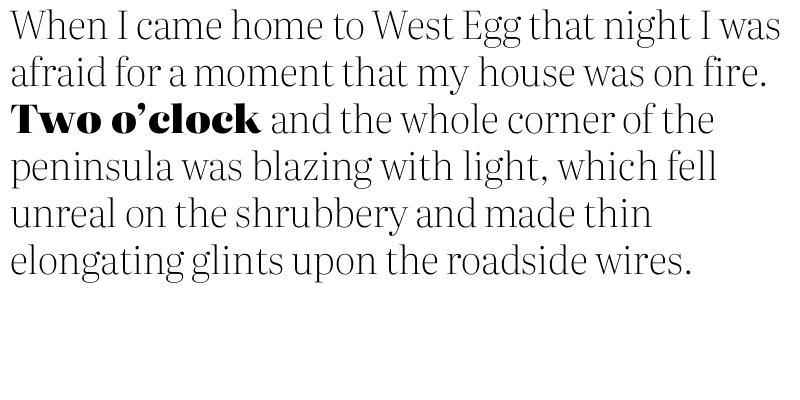 When I came home to West Egg that night I was
afraid for a moment that my house was on fire.
Two o’clock and the whole corner of the
peninsula was blazing with light, which fell
unreal on the shrubbery and made thin
elongating glints upon the roadside wires.